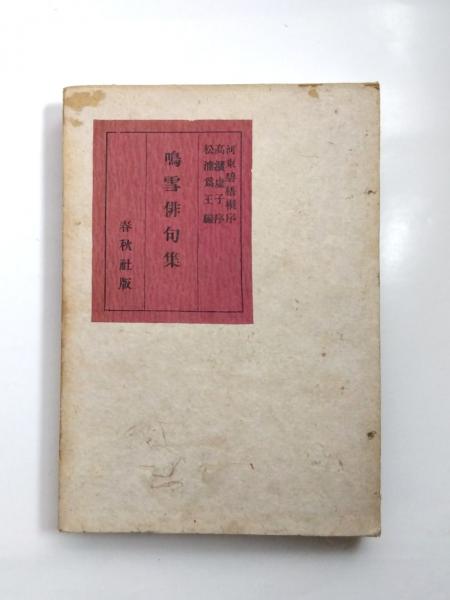 河東碧梧桐序
高濱虚子序
松浦爲王編
鳴雪俳句集
春秋社版